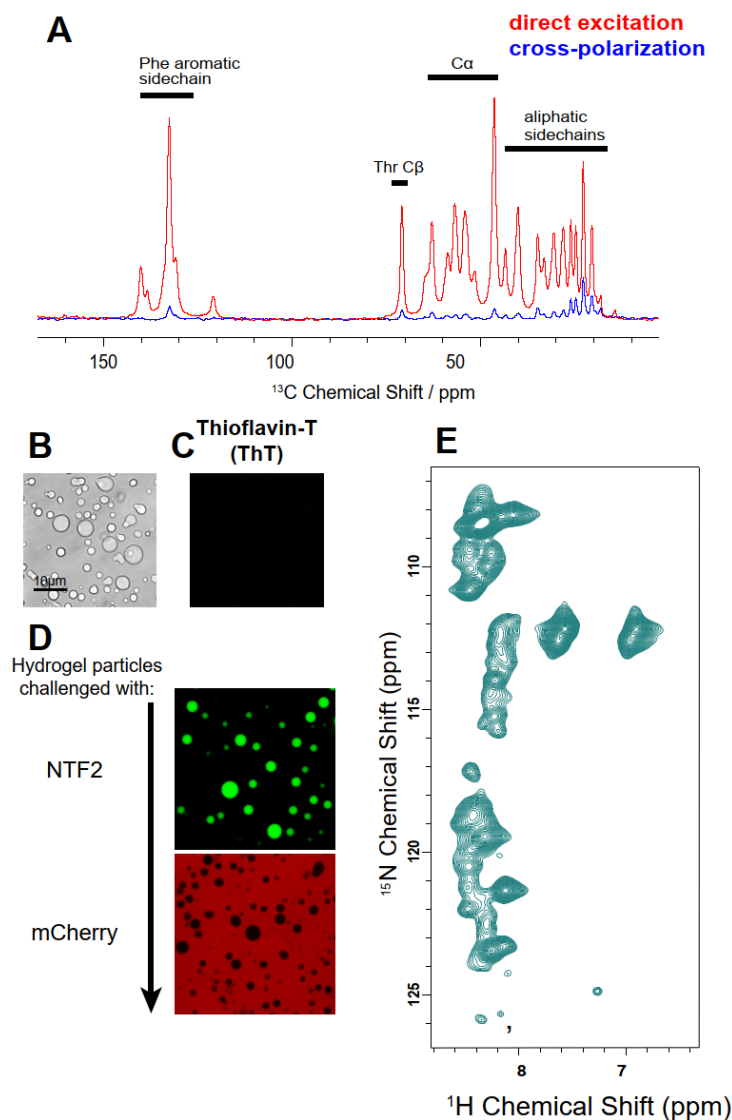 A
direct excitation
cross-polarization
Phe aromatic
sidechain
Cα
aliphatic
sidechains
Thr Cβ
150
100
50
¹³C Chemical Shift / ppm
B
C
Thioflavin-T
(ThT)
10μm
D
Hydrogel particles
challenged with:
NTF2
mCherry
E
110
115
120
125
¹⁵N Chemical Shift (ppm)
,
8
7
¹H Chemical Shift (ppm)